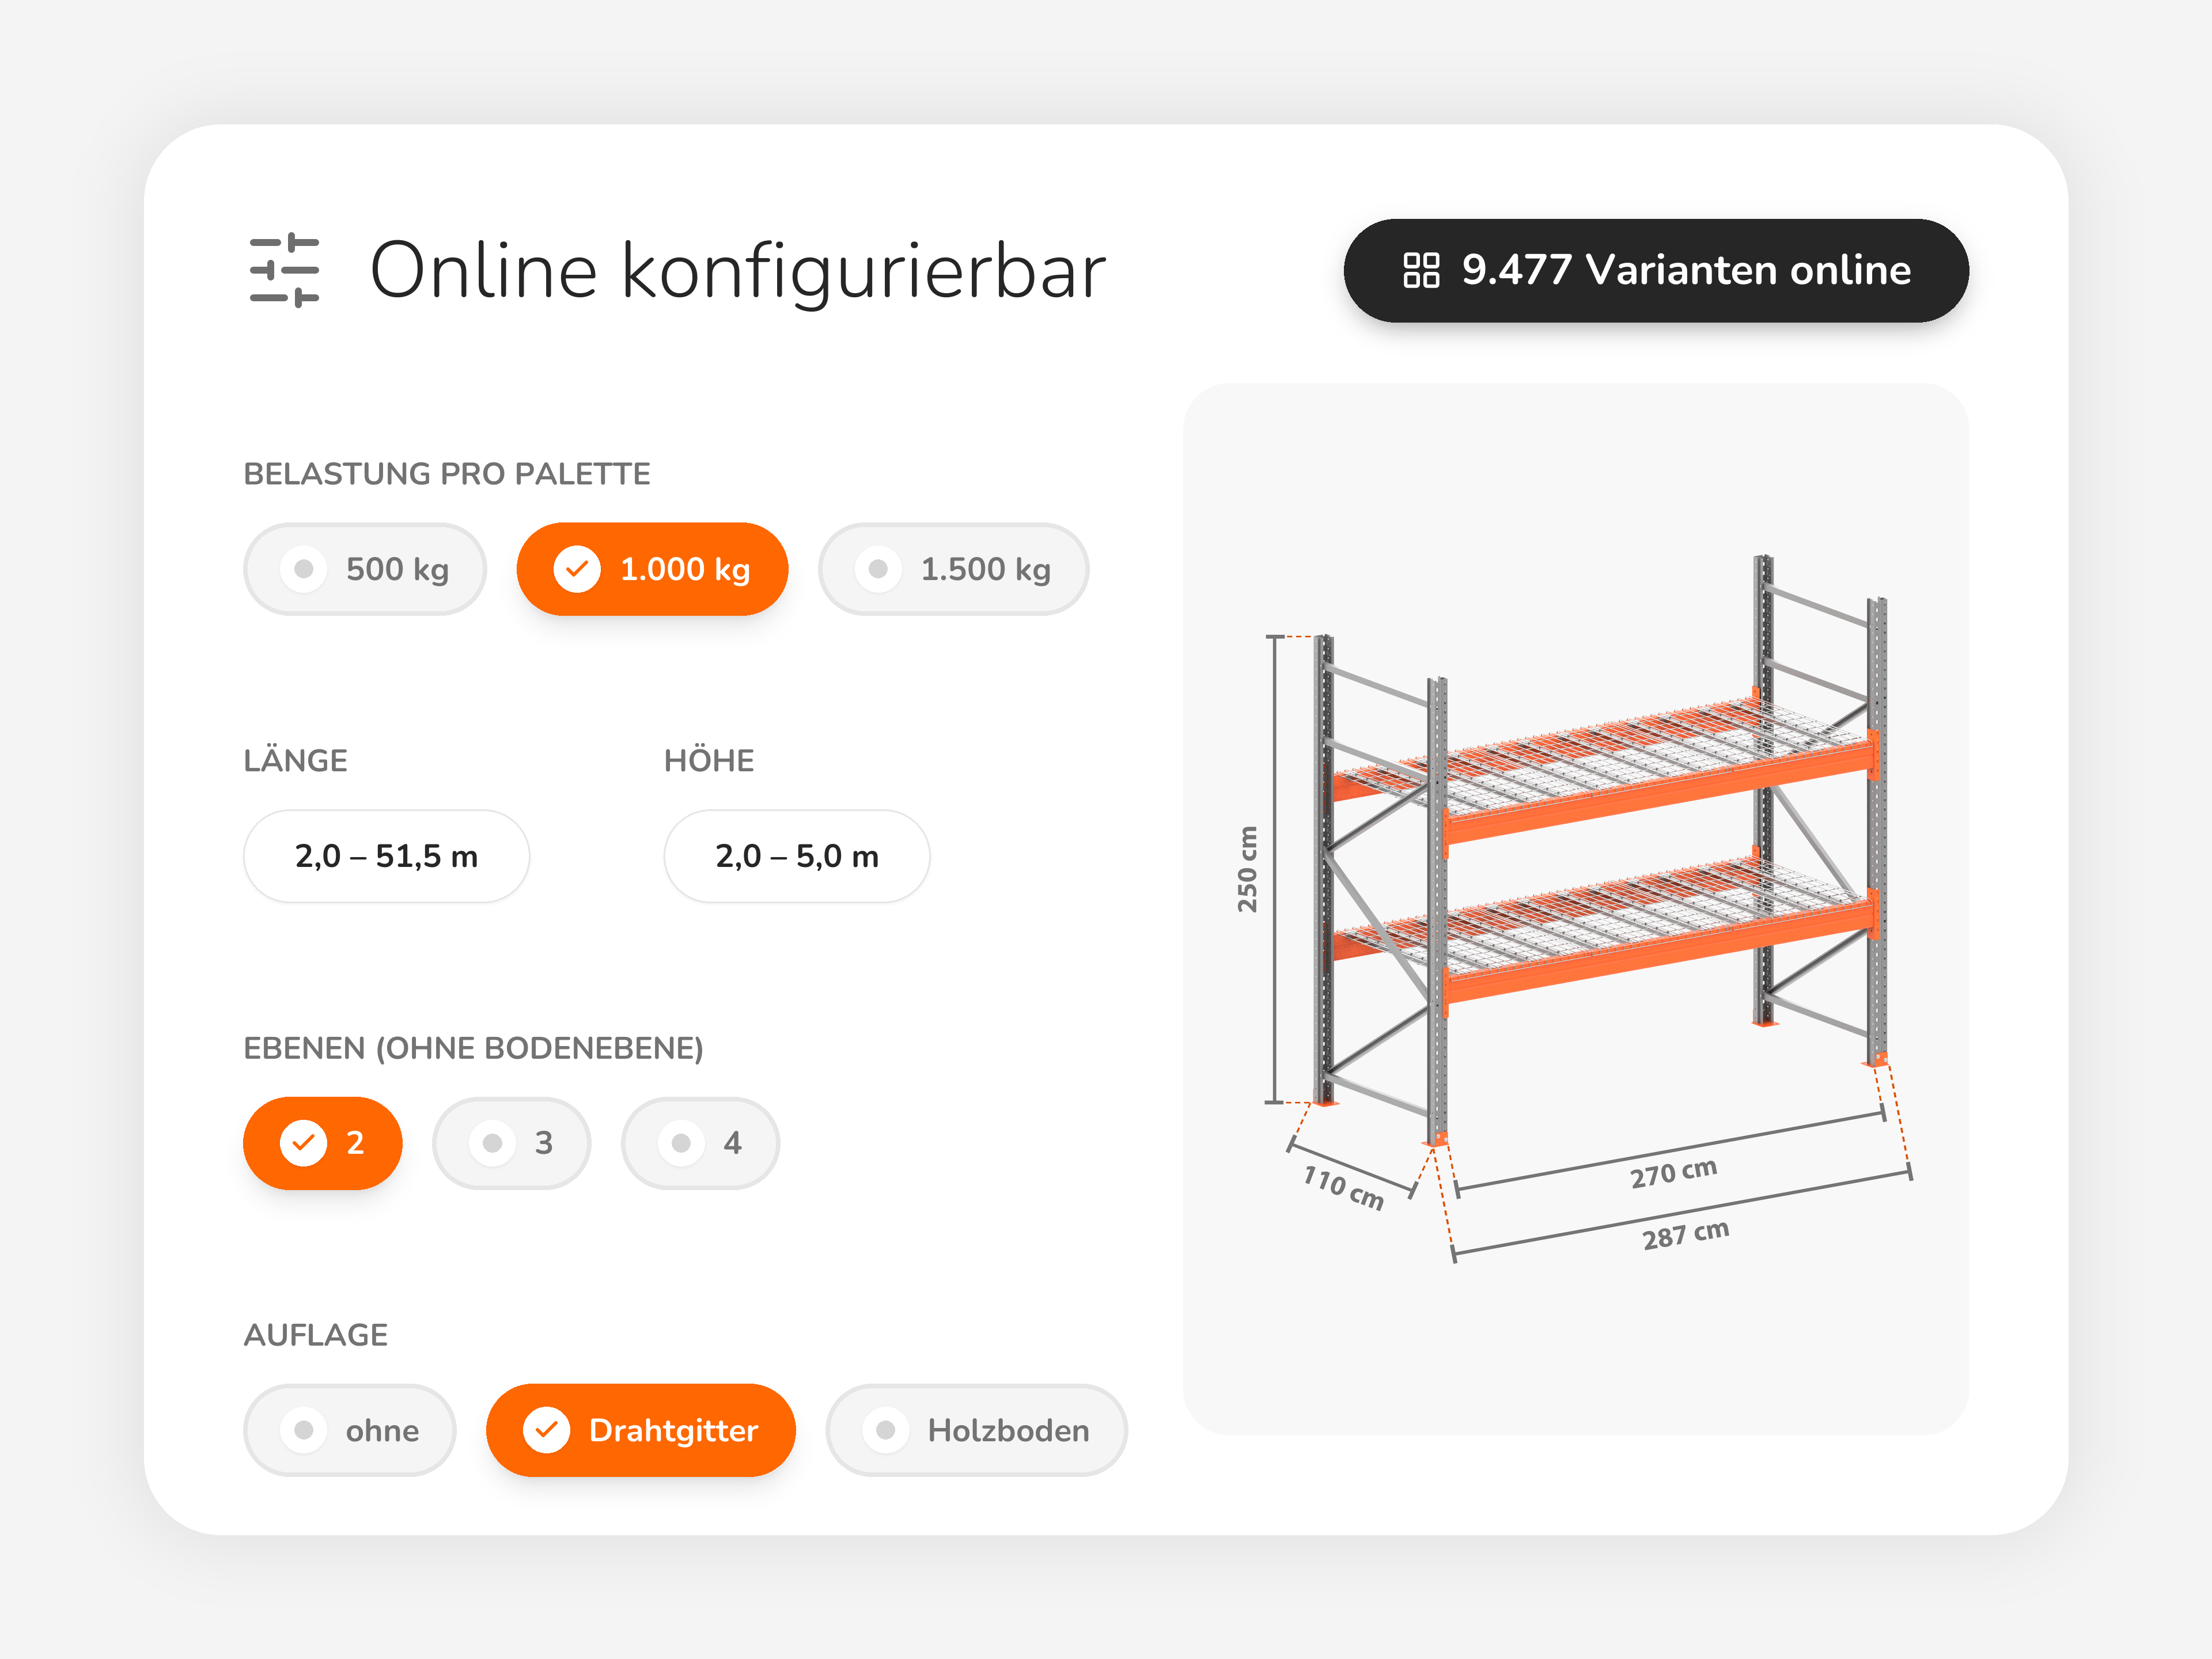 Online konfigurierbar
9.477 Varianten online
BELASTUNG PRO PALETTE
500 kg
1.000 kg
1.500 kg
LÄNGE
HÖHE
2,0 – 51,5 m
2,0 – 5,0 m
EBENEN (OHNE BODENEBENE)
2
3
4
AUFLAGE
ohne
Drahtgitter
Holzboden
250 cm
110 cm
270 cm
287 cm